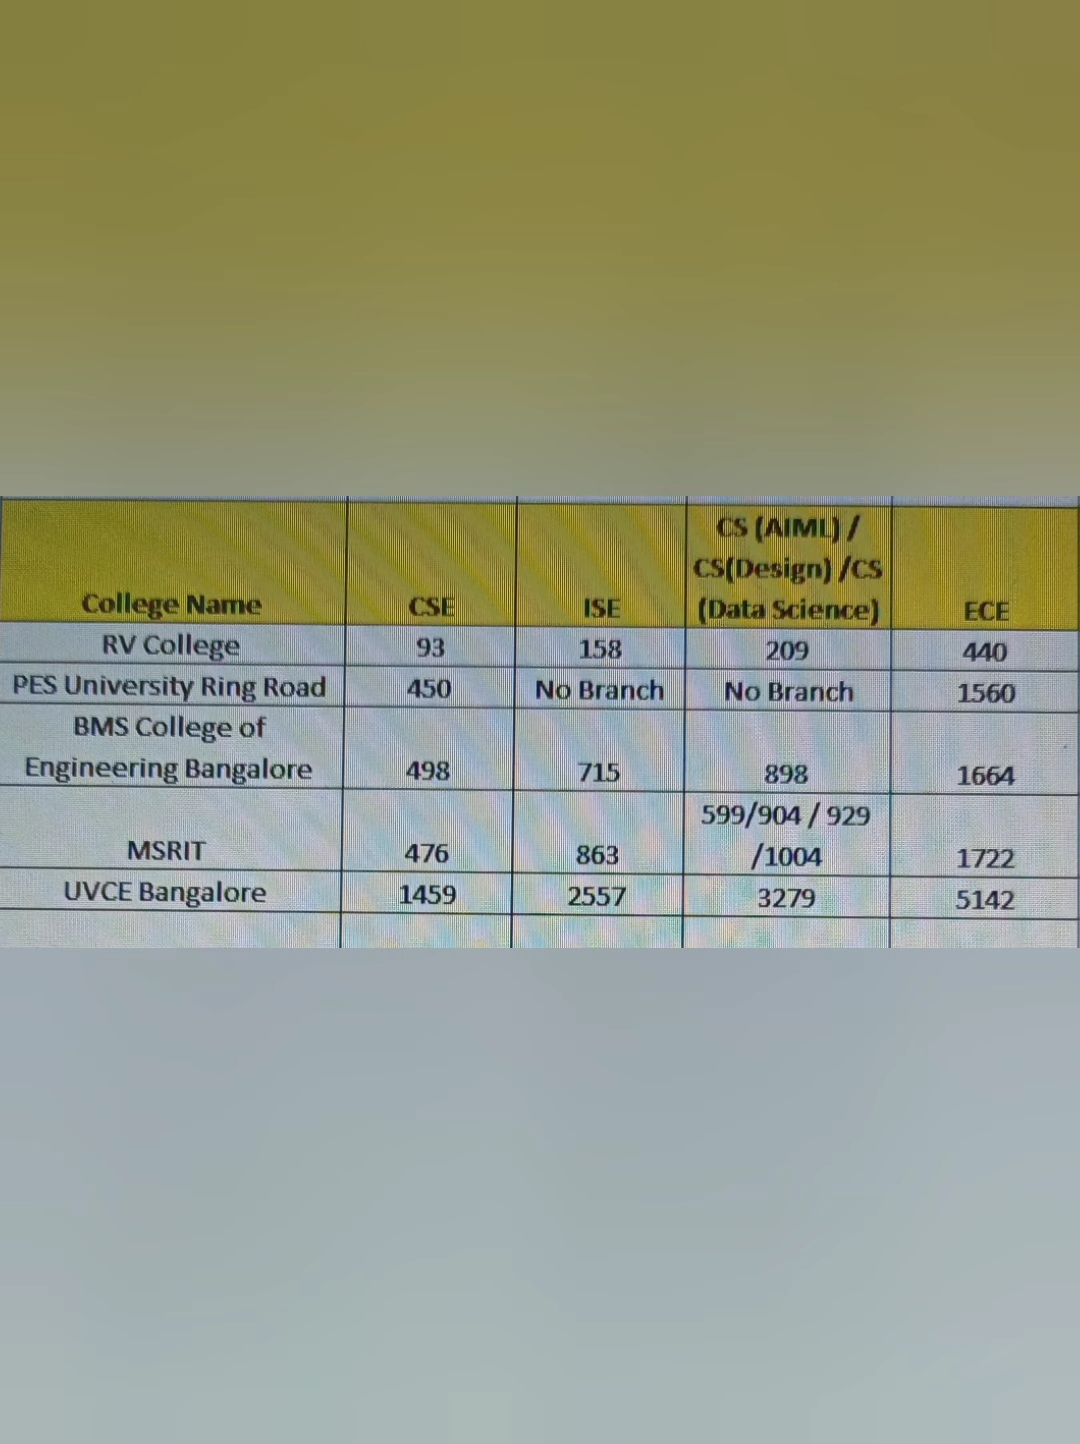 College Name CSE ISE CS (AIML) / CS(Design) /CS (Data Science) ECE
RV College 93 158 209 440
PES University Ring Road 450 No Branch No Branch 1560
BMS College of Engineering Bangalore 498 715 898 1664
MSRIT 476 863 599/904 / 929 /1004 1722
UVCE Bangalore 1459 2557 3279 5142